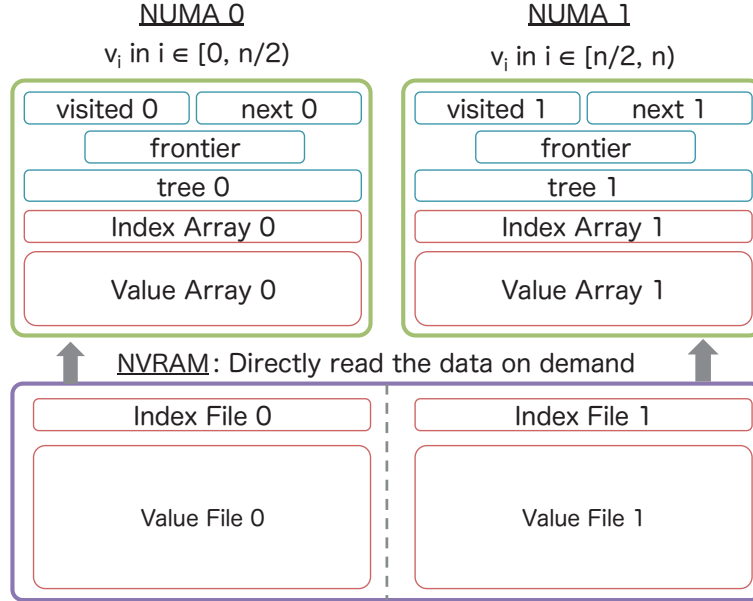 NUMA 0
NUMA 1
v_i in i ∈ [0, n/2)
v_i in i ∈ [n/2, n)
visited 0
next 0
visited 1
next 1
frontier
frontier
tree 0
tree 1
Index Array 0
Index Array 1
Value Array 0
Value Array 1
NVRAM: Directly read the data on demand
Index File 0
Index File 1
Value File 0
Value File 1